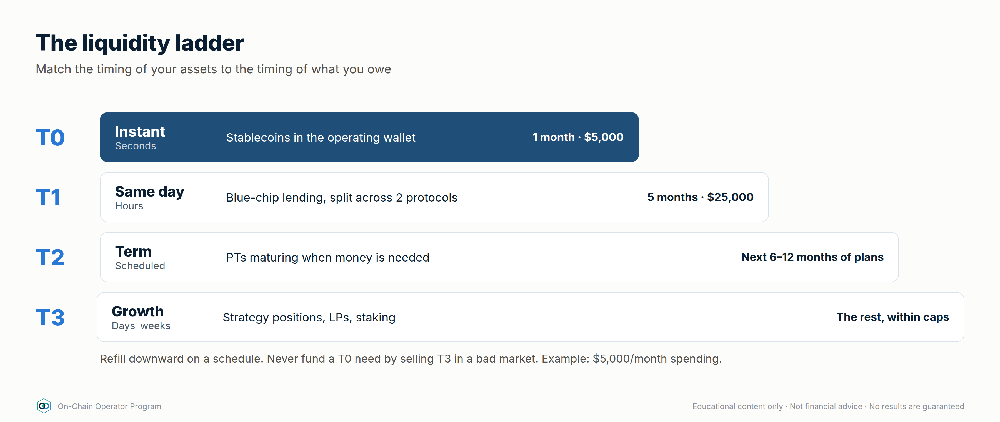 The liquidity ladder
Match the timing of your assets to the timing of what you owe
T0
Instant
Seconds
Stablecoins in the operating wallet
1 month · $5,000
T1
Same day
Hours
Blue-chip lending, split across 2 protocols
5 months · $25,000
T2
Term
Scheduled
PTs maturing when money is needed
Next 6–12 months of plans
T3
Growth
Days–weeks
Strategy positions, LPs, staking
The rest, within caps
Refill downward on a schedule. Never fund a T0 need by selling T3 in a bad market. Example: $5,000/month spending.
On-Chain Operator Program
Educational content only · Not financial advice · No results are guaranteed